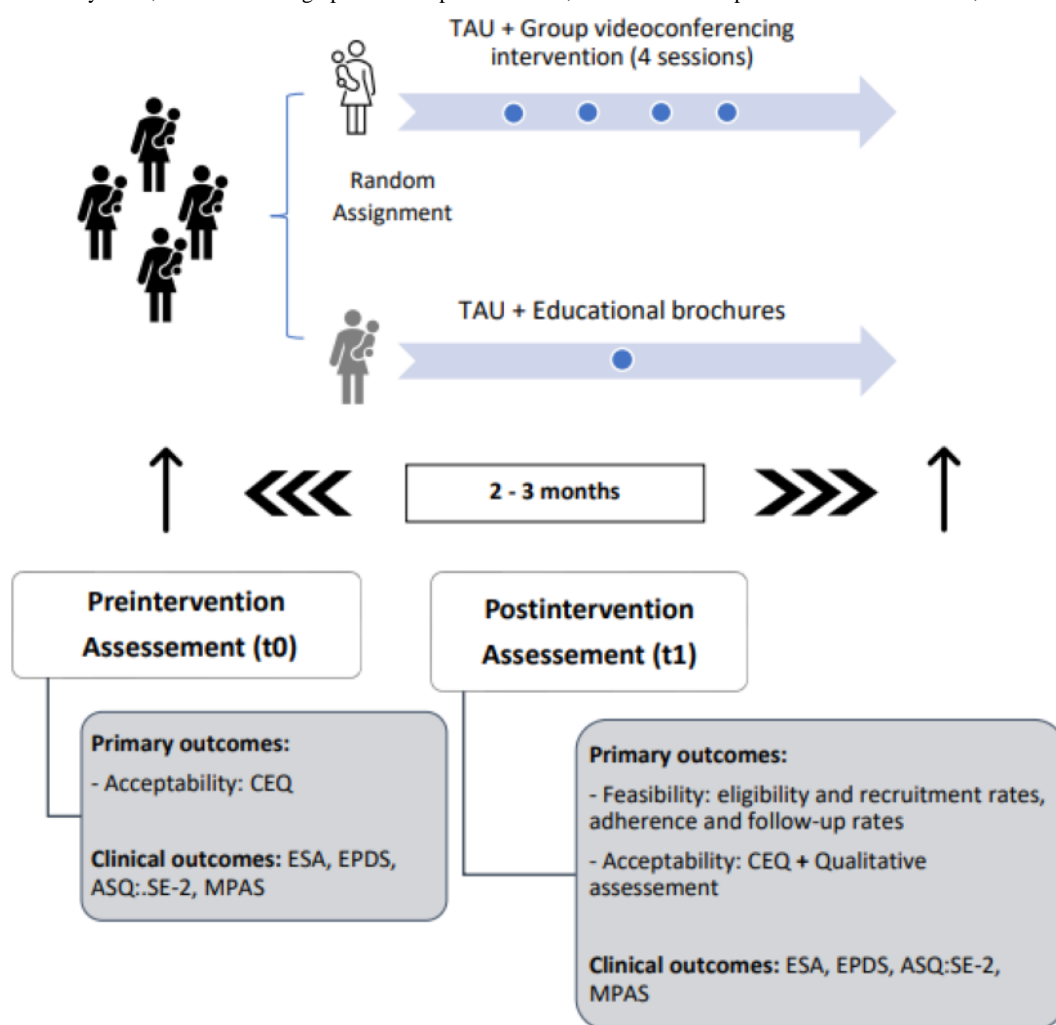 TAU + Group videoconferencing
intervention (4 sessions)
Random
Assignment
TAU + Educational brochures
2 - 3 months
Preintervention
Assessement (t0)
Postintervention
Assessement (t1)
Primary outcomes:
- Acceptability: CEQ
Clinical outcomes: ESA, EPDS,
ASQ:.SE-2, MPAS
Primary outcomes:
- Feasibility: eligibility and recruitment rates,
adherence and follow-up rates
- Acceptability: CEQ + Qualitative
assessement
Clinical outcomes: ESA, EPDS, ASQ:SE-2,
MPAS